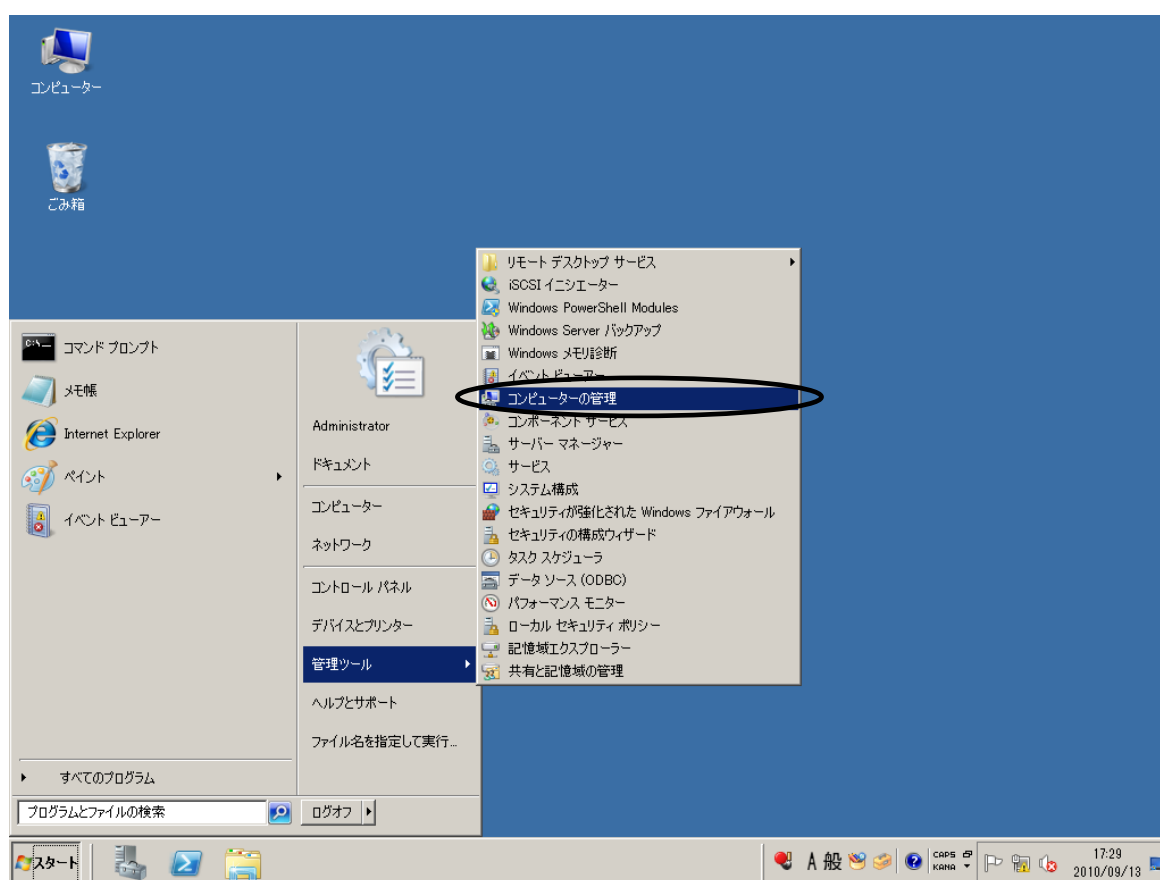 コンピューター
ごみ箱
リモート デスクトップ サービス
iSCSI イニシエーター
Windows PowerShell Modules
Windows Server バックアップ
Windows メモリ診断
イベント ビューアー
コンピューターの管理
コンポーネント サービス
サーバー マネージャー
サービス
システム構成
セキュリティが強化された Windows ファイアウォール
セキュリティの構成ウィザード
タスク スケジューラ
データ ソース (ODBC)
パフォーマンス モニター
ローカル セキュリティ ポリシー
記憶域エクスプローラー
共有と記憶域の管理
コマンド プロンプト
メモ帳
Internet Explorer
ペイント
イベント ビューアー
すべてのプログラム
プログラムとファイルの検索
Administrator
ドキュメント
コンピューター
ネットワーク
コントロール パネル
デバイスとプリンター
管理ツール
ヘルプとサポート
ファイル名を指定して実行...
ログオフ
スタート
A 般
CAPS
KANA
17:29
2010/09/13